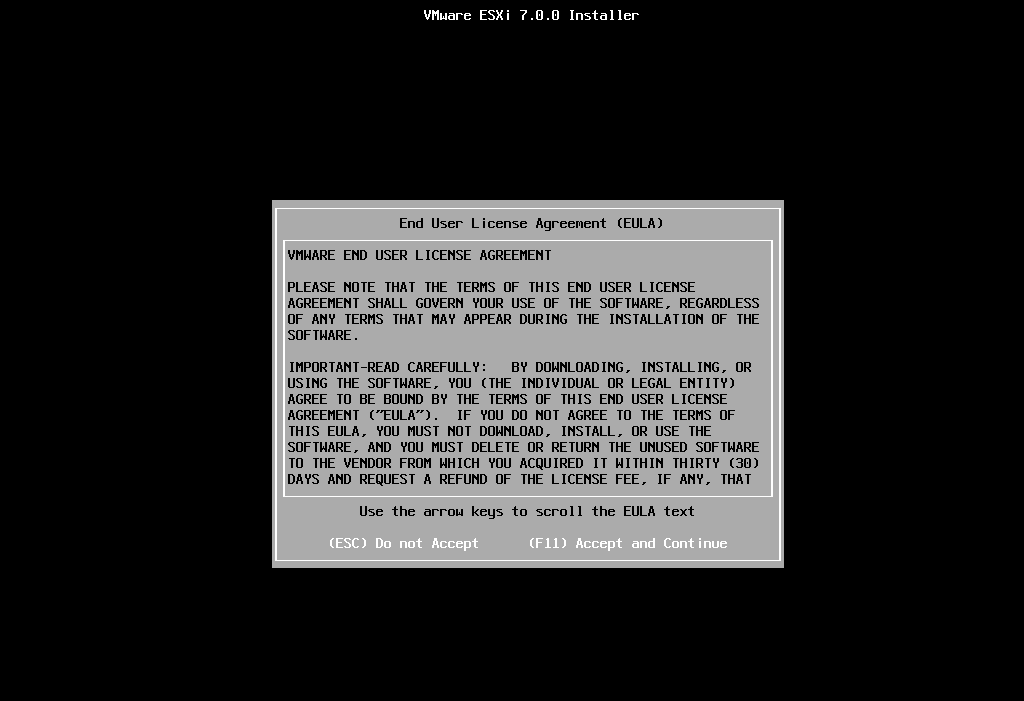 VMware ESXi 7.0.0 Installer
End User License Agreement (EULA)
VMWARE END USER LICENSE AGREEMENT
PLEASE NOTE THAT THE TERMS OF THIS END USER LICENSE
AGREEMENT SHALL GOVERN YOUR USE OF THE SOFTWARE, REGARDLESS
OF ANY TERMS THAT MAY APPEAR DURING THE INSTALLATION OF THE
SOFTWARE.
IMPORTANT-READ CAREFULLY:   BY DOWNLOADING, INSTALLING, OR
USING THE SOFTWARE, YOU (THE INDIVIDUAL OR LEGAL ENTITY)
AGREE TO BE BOUND BY THE TERMS OF THIS END USER LICENSE
AGREEMENT ("EULA").  IF YOU DO NOT AGREE TO THE TERMS OF
THIS EULA, YOU MUST NOT DOWNLOAD, INSTALL, OR USE THE
SOFTWARE, AND YOU MUST DELETE OR RETURN THE UNUSED SOFTWARE
TO THE VENDOR FROM WHICH YOU ACQUIRED IT WITHIN THIRTY (30)
DAYS AND REQUEST A REFUND OF THE LICENSE FEE, IF ANY, THAT
Use the arrow keys to scroll the EULA text
(ESC) Do not Accept      (F11) Accept and Continue